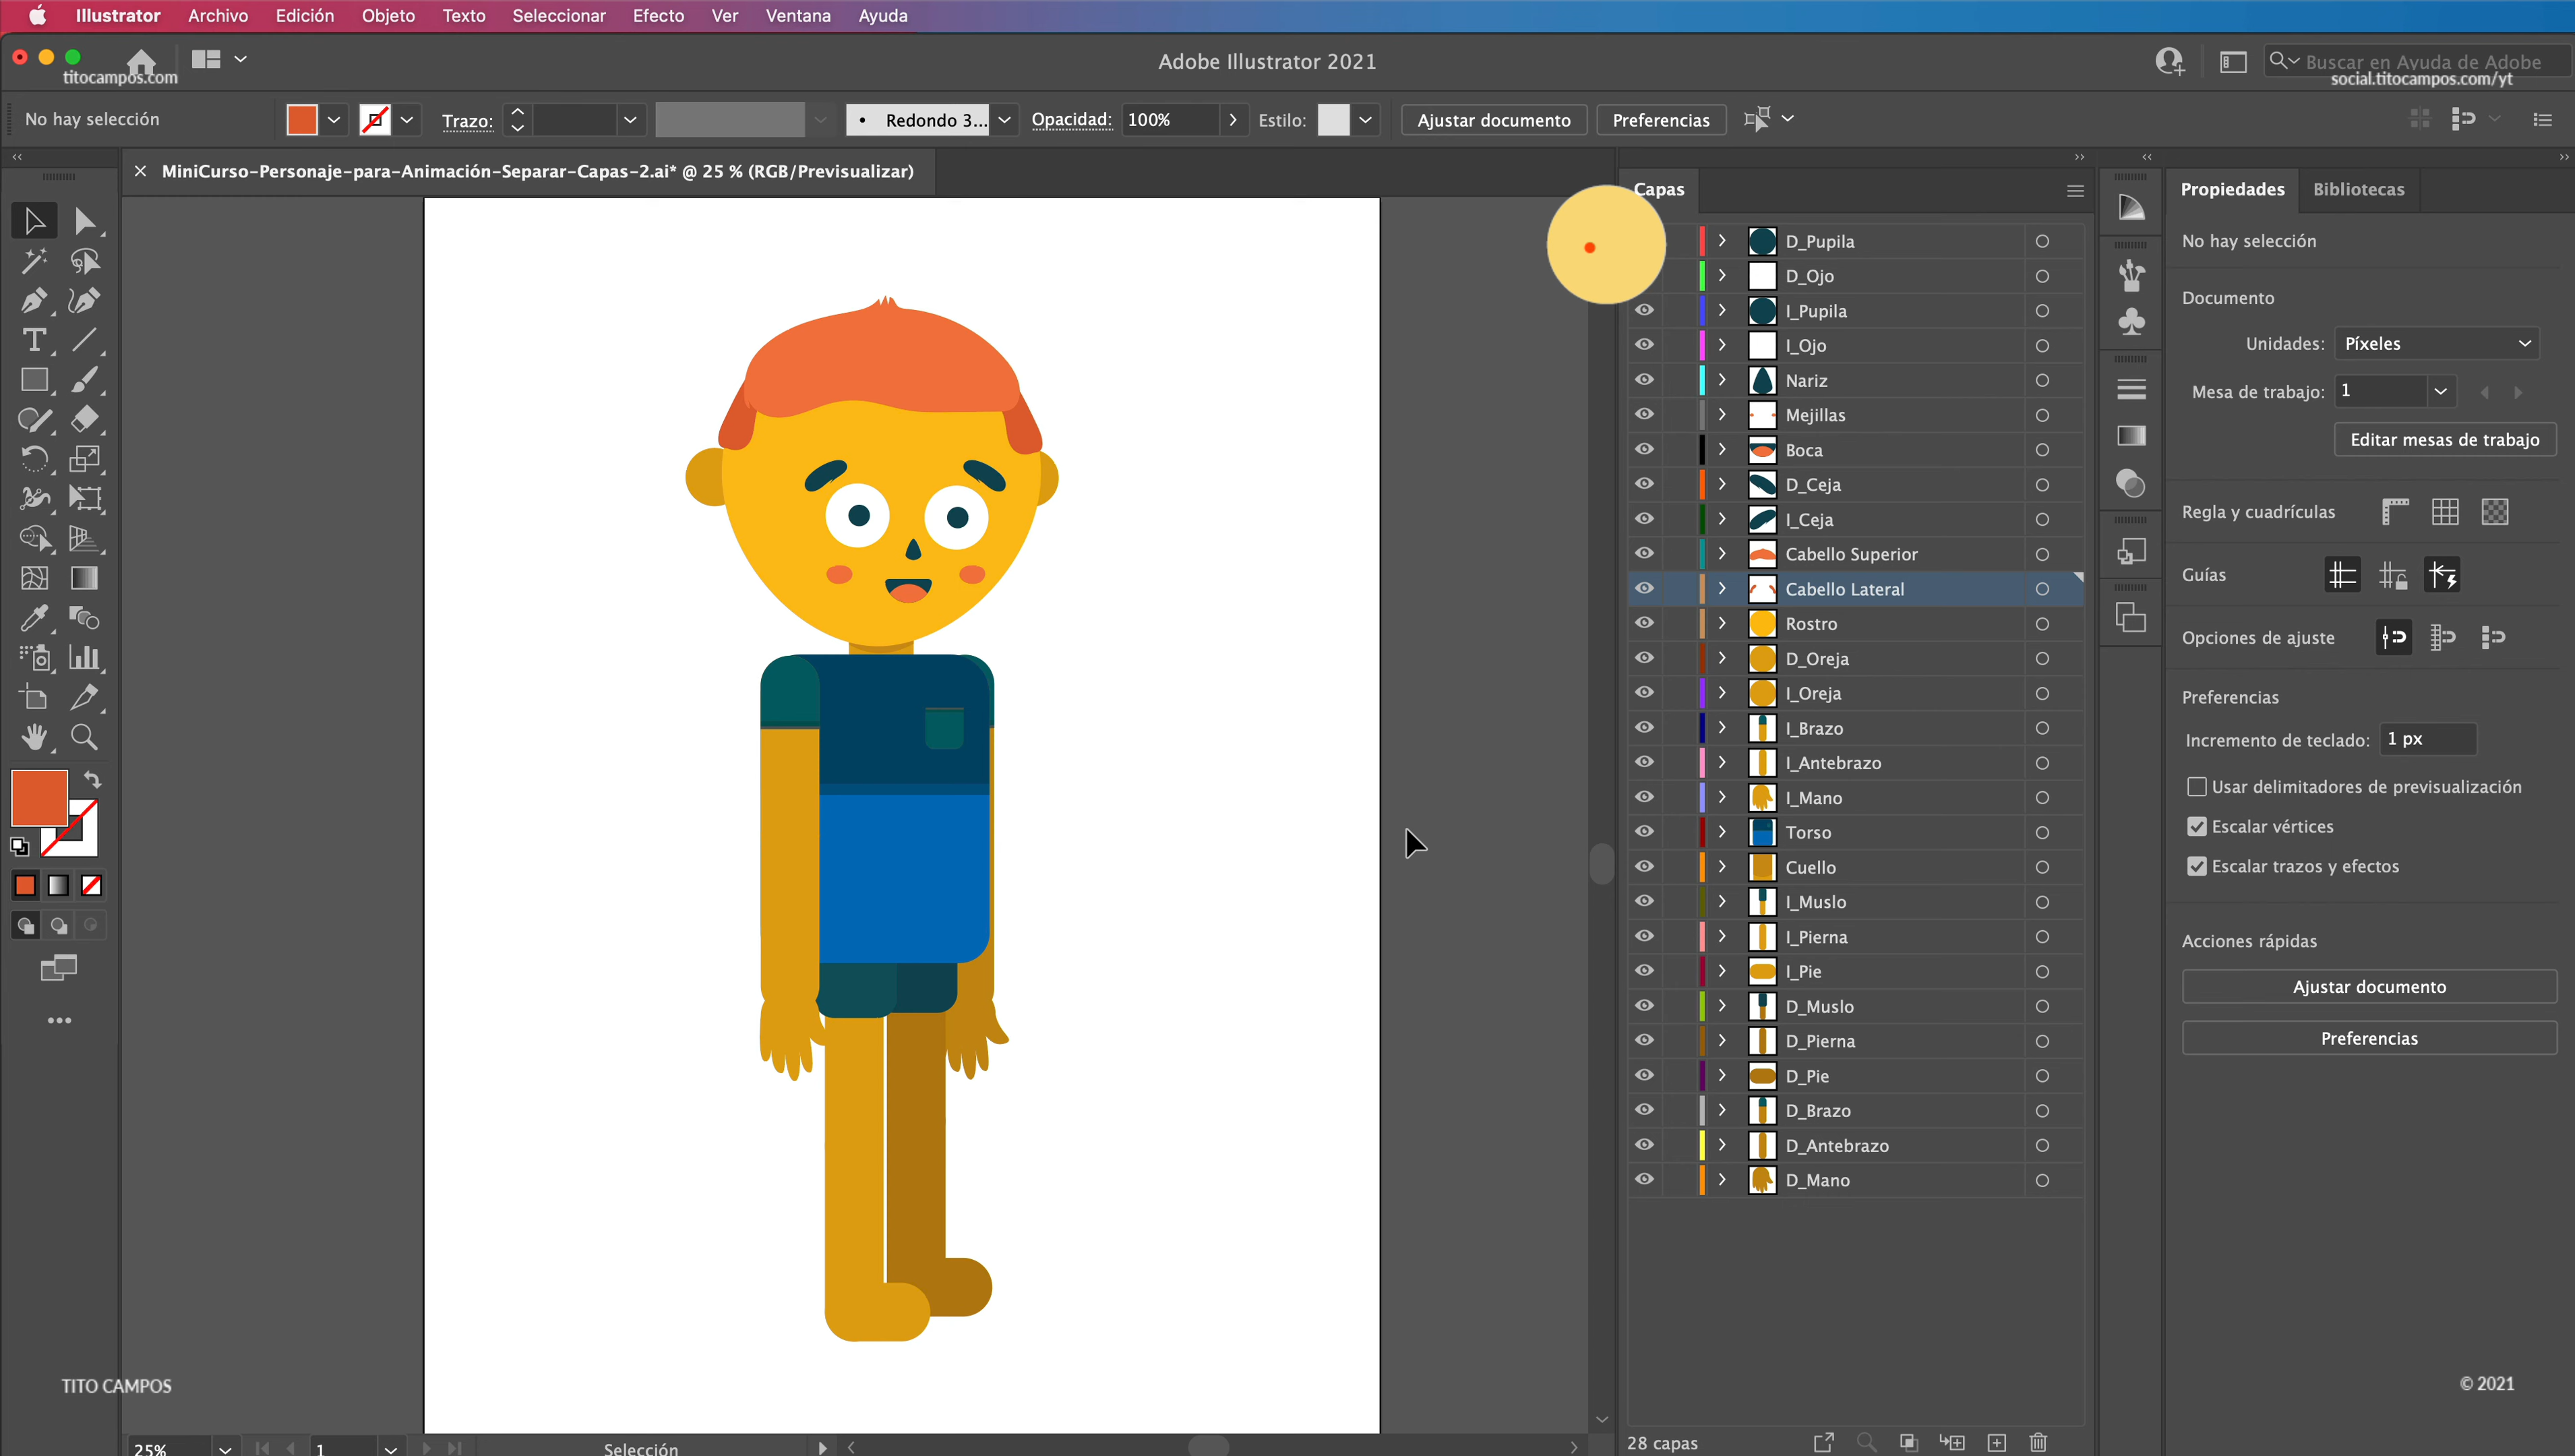 Illustrator Archivo Edición Objeto Texto Seleccionar Efecto Ver Ventana Ayuda
titocampos.com
Adobe Illustrator 2021
Buscar en Ayuda de Adobe
social.titocampos.com/yt
No hay selección
Trazo:
Redondo 3...
Opacidad: 100%
Estilo:
Ajustar documento
Preferencias
MiniCurso-Personaje-para-Animación-Separar-Capas-2.ai* @ 25 % (RGB/Previsualizar)
Capas
D_Pupila
D_Ojo
I_Pupila
I_Ojo
Nariz
Mejillas
Boca
D_Ceja
I_Ceja
Cabello Superior
Cabello Lateral
Rostro
D_Oreja
I_Oreja
I_Brazo
I_Antebrazo
I_Mano
Torso
Cuello
I_Muslo
I_Pierna
I_Pie
D_Muslo
D_Pierna
D_Pie
D_Brazo
D_Antebrazo
D_Mano
28 capas
Propiedades Bibliotecas
No hay selección
Documento
Unidades: Píxeles
Mesa de trabajo: 1
Editar mesas de trabajo
Regla y cuadrículas
Guías
Opciones de ajuste
Preferencias
Incremento de teclado: 1 px
Usar delimitadores de previsualización
Escalar vértices
Escalar trazos y efectos
Acciones rápidas
Ajustar documento
Preferencias
TITO CAMPOS
© 2021
25% 1 Selección